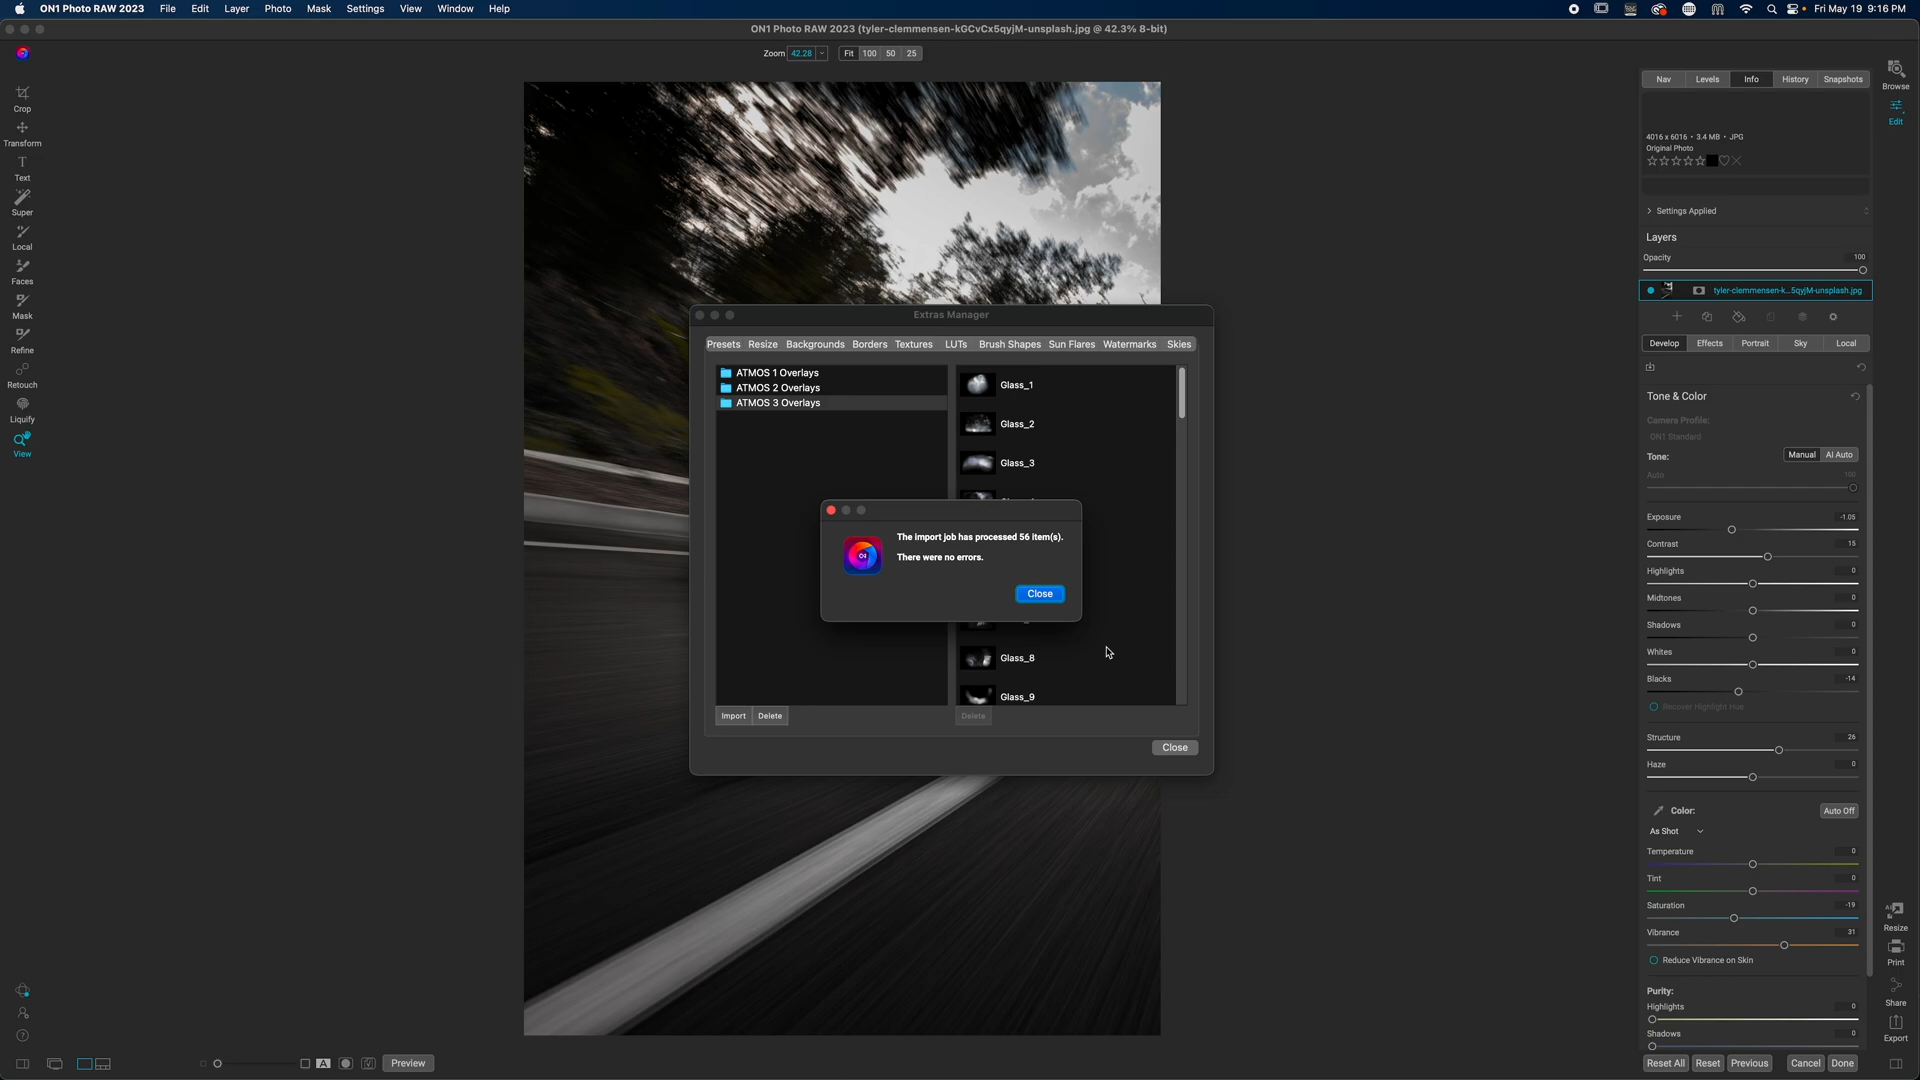 ON1 Photo RAW 2023 File Edit Layer Photo Mask Settings View Window Help
Fri May 19 9:16 PM
ON1 Photo RAW 2023 (tyler-clemmensen-kGCvCx5qyjM-unsplash.jpg @ 42.3% 8-bit)
Zoom 42.28 Fit 100 50 25
Crop
Transform
Text
Super
Local
Faces
Mask
Refine
Retouch
Liquify
View
Extras Manager
Presets Resize Backgrounds Borders Textures LUTs Brush Shapes Sun Flares Watermarks Skies
ATMOS 1 Overlays
ATMOS 2 Overlays
ATMOS 3 Overlays
Glass_1
Glass_2
Glass_3
The import job has processed 56 item(s).
There were no errors.
Close
Glass_8
Glass_9
Import Delete
Delete
Close
Nav Levels Info History Snapshots
4016 x 6016 • 3.4 MB • JPG
Original Photo
Settings Applied
Layers
Opacity 100
tyler-clemmensen-k...5qyjM-unsplash.jpg
Develop Effects Portrait Sky Local
Tone & Color
Camera Profile:
ON1 Standard
Tone: Manual AI Auto
Auto 100
Exposure -1.05
Contrast 15
Highlights 0
Midtones 0
Shadows 0
Whites 0
Blacks -14
Recover Highlight Hue
Structure 26
Haze 0
Color: Auto Off
As Shot
Temperature 0
Tint 0
Saturation -19
Vibrance 31
Reduce Vibrance on Skin
Purity:
Highlights 0
Shadows 0
Reset All Reset Previous Cancel Done
Browse
Edit
Resize
Print
Share
Export
A Preview